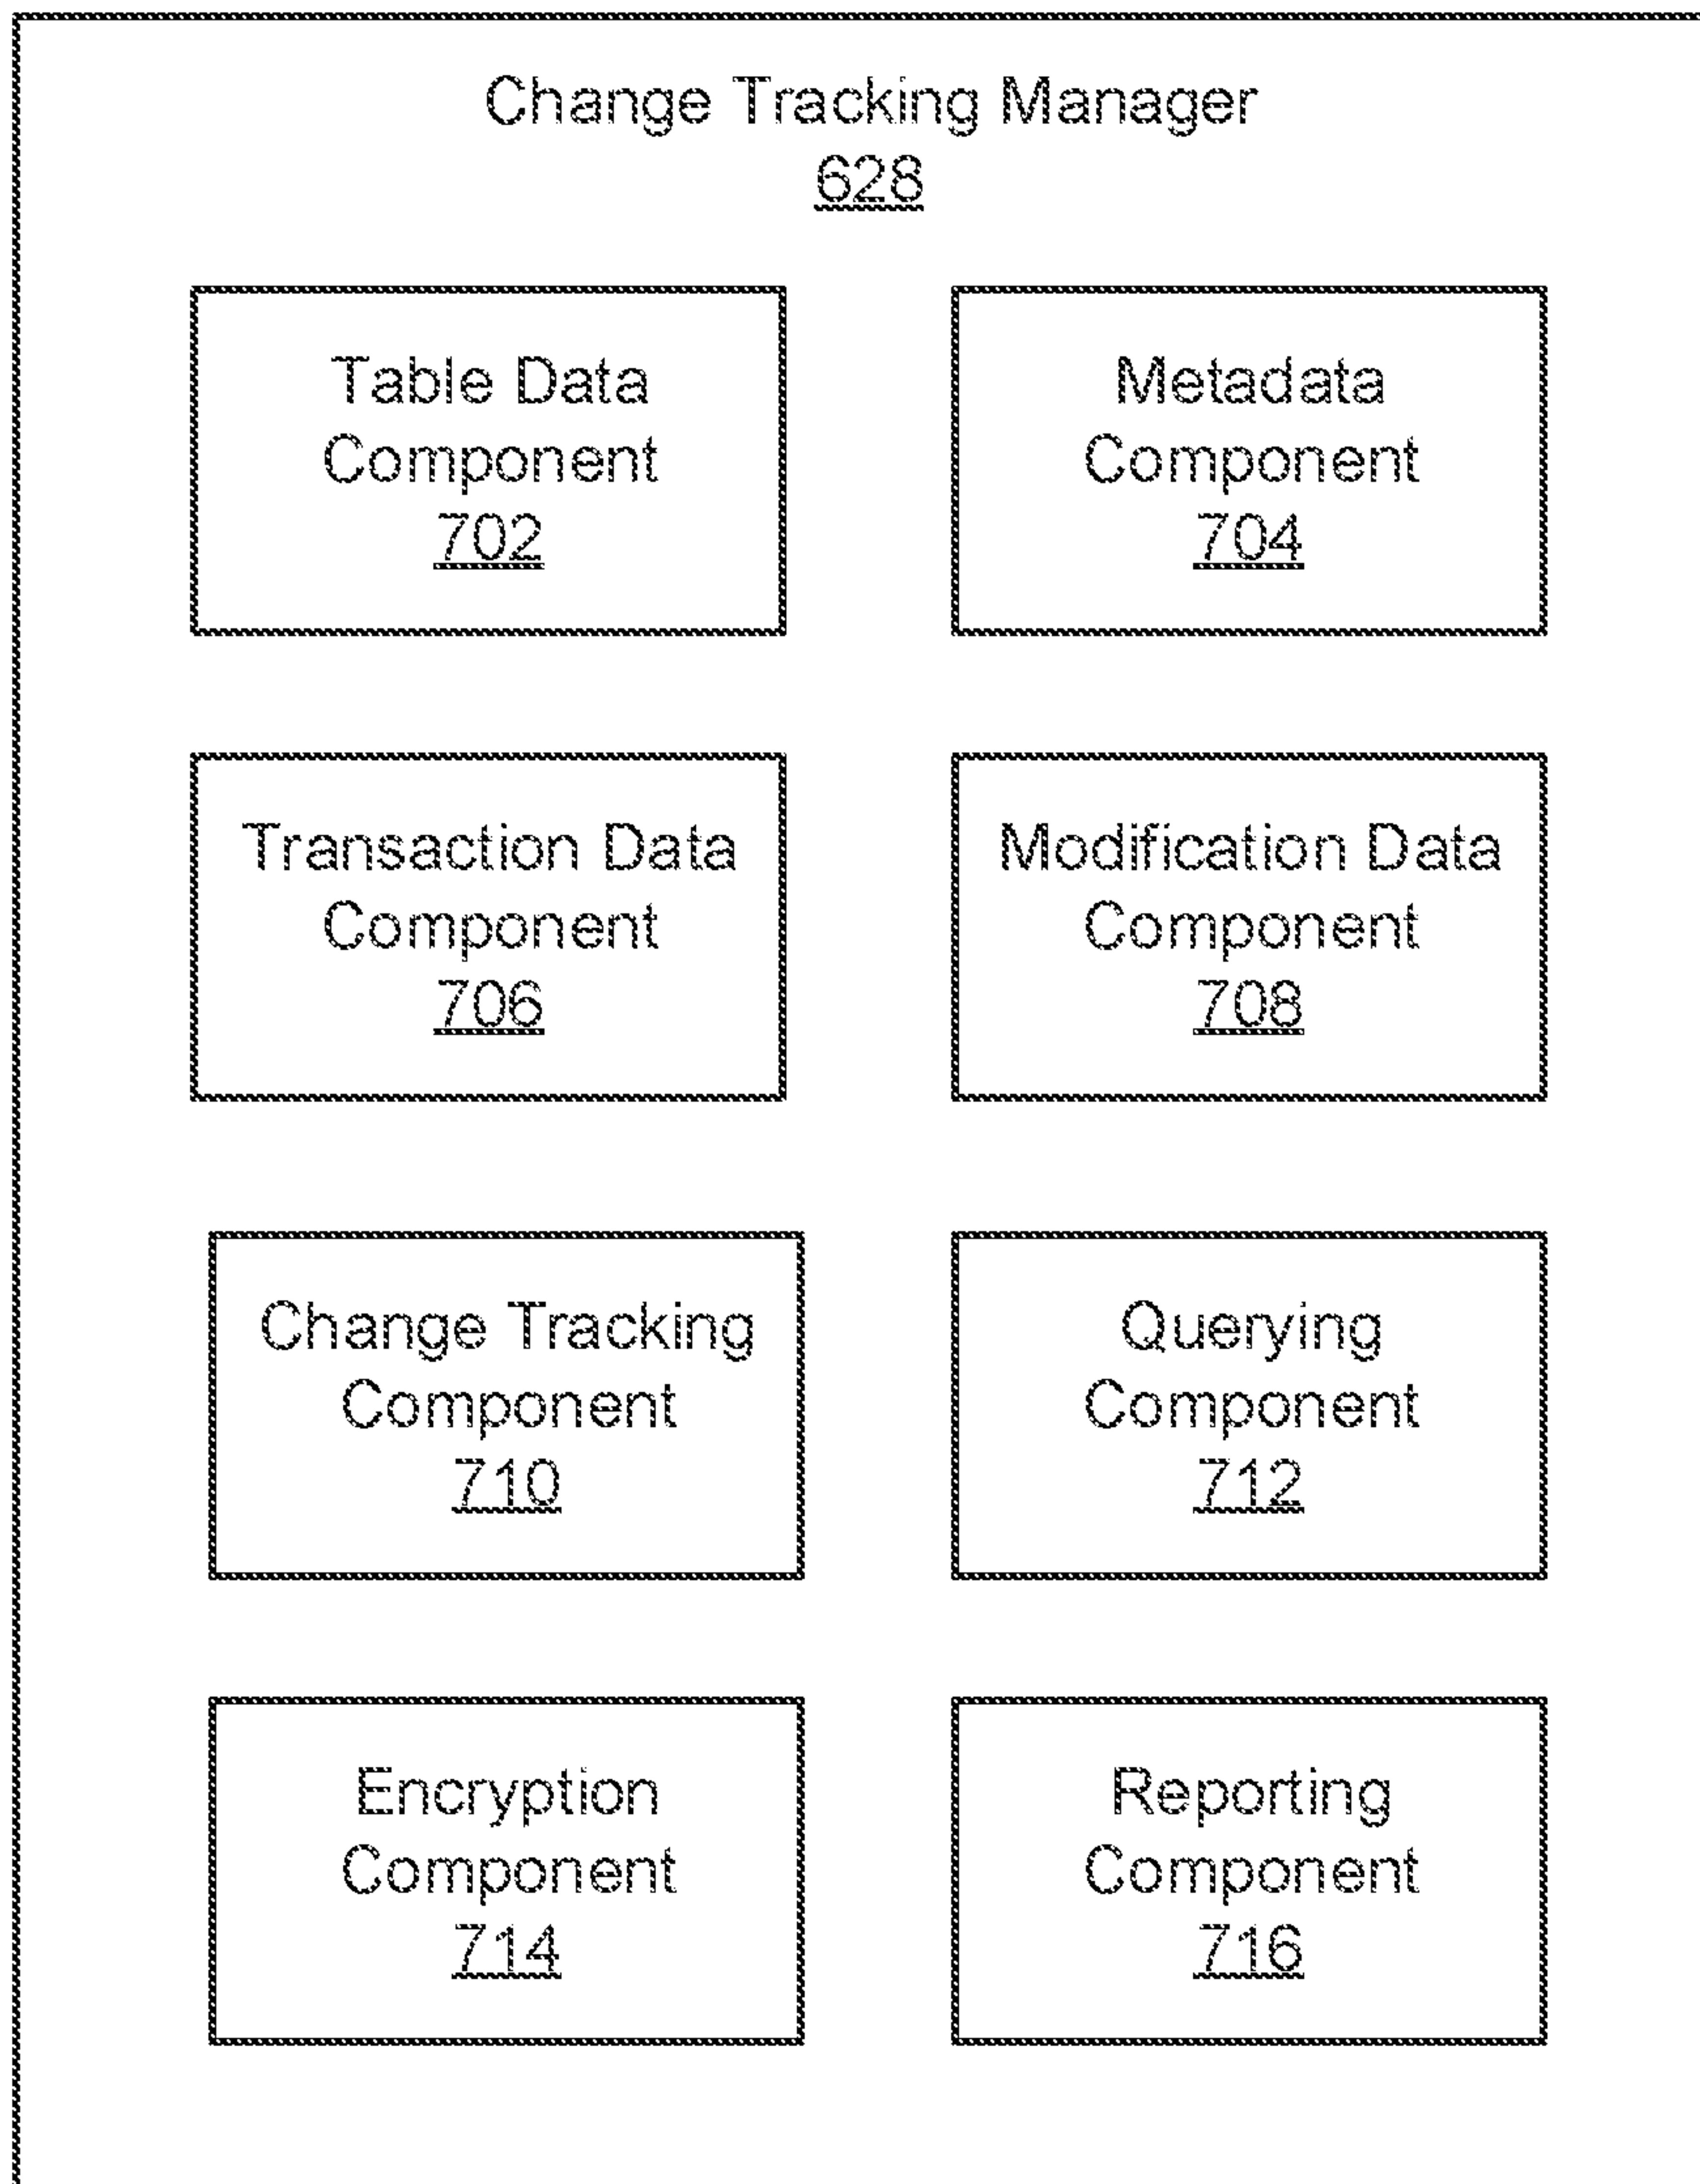 Change Tracking Manager
628
Table Data
Component
702
Metadata
Component
704
Transaction Data
Component
706
Modification Data
Component
708
Change Tracking
Component
710
Querying
Component
712
Encryption
Component
714
Reporting
Component
716